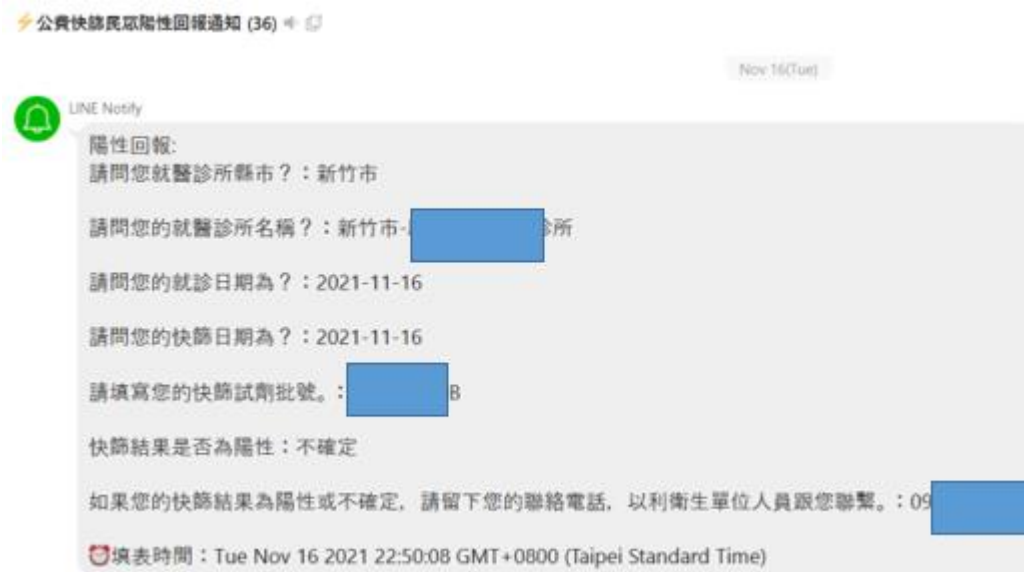 ⚡公費快篩民眾陽性回報通知 (36)
Nov 16(Tue)
LINE Notify
陽性回報:
請問您就醫診所縣市？：新竹市
請問您的就醫診所名稱？：新竹市- 診所
請問您的就診日期為？：2021-11-16
請問您的快篩日期為？：2021-11-16
請填寫您的快篩試劑批號。： B
快篩結果是否為陽性：不確定
如果您的快篩結果為陽性或不確定，請留下您的聯絡電話，以利衛生單位人員跟您聯繫。：09
⏰填表時間：Tue Nov 16 2021 22:50:08 GMT+0800 (Taipei Standard Time)